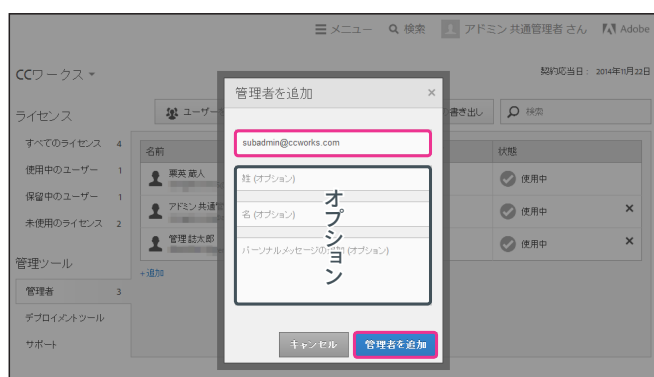 メニュー 検索 アドミン 共通管理者 さん Adobe
CCワークス
契約応当日: 2014年11月22日
管理者を追加 ×
ライセンス
ユーザー 書き出し 検索
subadmin@ccworks.com
すべてのライセンス 4
名前 状態
使用中のユーザー 1
栗英 蔵人 使用中
姓 (オプション)
保留中のユーザー 1
アドミン 共通管 使用中 ×
名 (オプション)
未使用のライセンス 2
管理 誌太郎 使用中 ×
パーソナルメッセージの追加 (オプション)
オプション
管理ツール
+追加
管理者 3
デプロイメントツール
サポート
キャンセル 管理者を追加